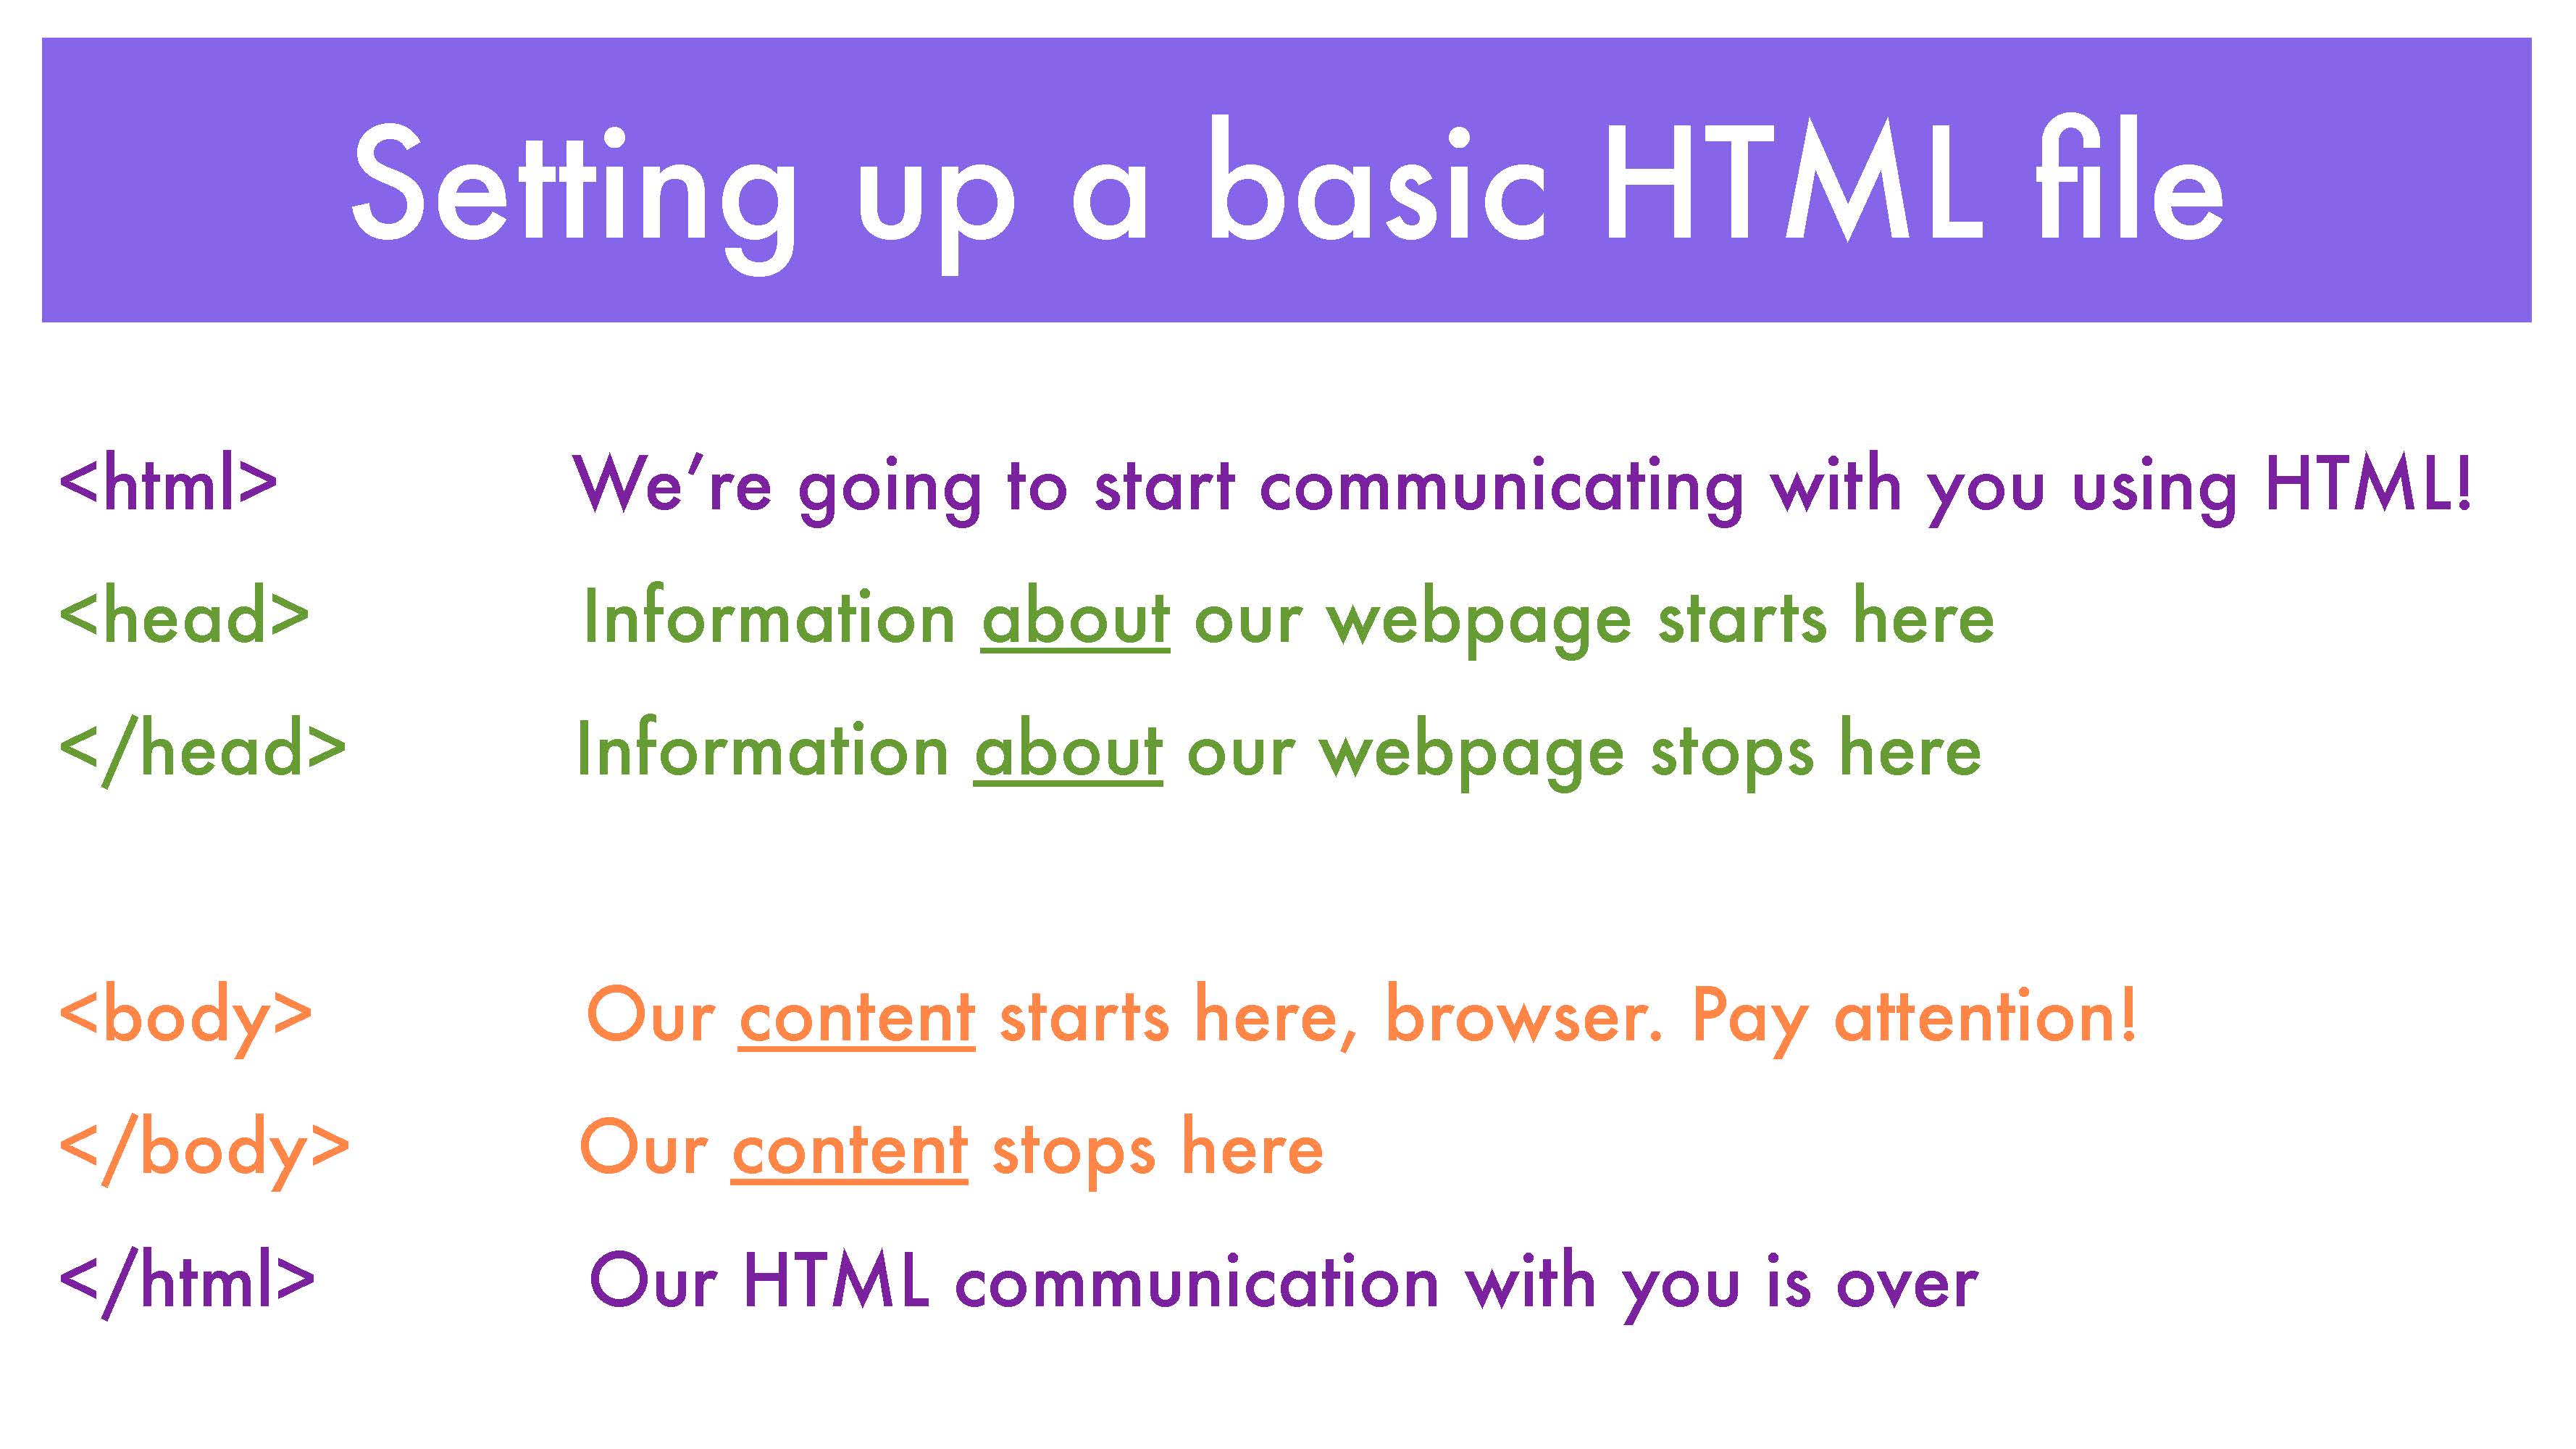 Setting up a basic HTML file
<html> We’re going to start communicating with you using HTML!
<head> Information about our webpage starts here
</head> Information about our webpage stops here
<body> Our content starts here, browser. Pay attention!
</body> Our content stops here
</html> Our HTML communication with you is over